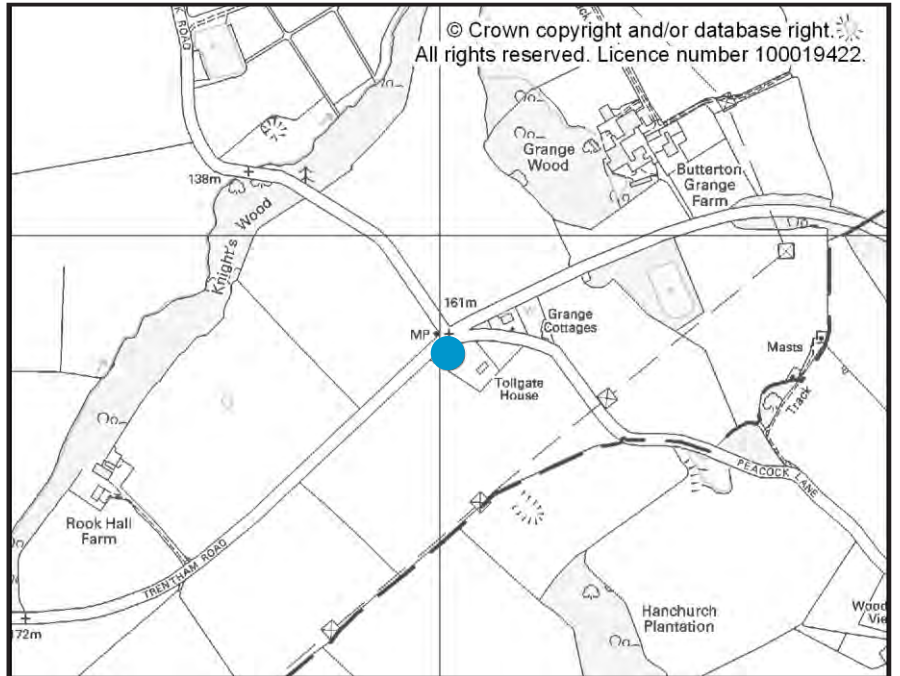 © Crown copyright and/or database right.
All rights reserved. Licence number 100019422.
ROAD
Grange
Wood
Butterton
Grange
Farm
138m
Knight's Wood
161m
MP
Grange
Cottages
Masts
Track
Tollgate
House
PEACOCK LANE
Rook Hall
Farm
TRENTHAM ROAD
Hanchurch
Plantation
Wood
Vie
172m